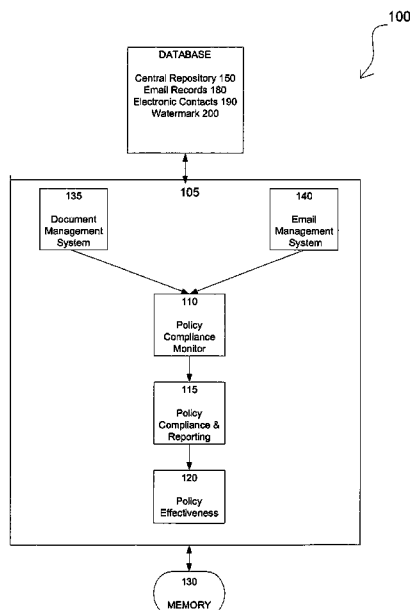 100
DATABASE
Central Repository 150
Email Records 180
Electronic Contacts 190
Watermark 200
105
135
Document
Management
System
140
Email
Management
System
110
Policy
Compliance
Monitor
115
Policy
Compliance &
Reporting
120
Policy
Effectiveness
130
MEMORY